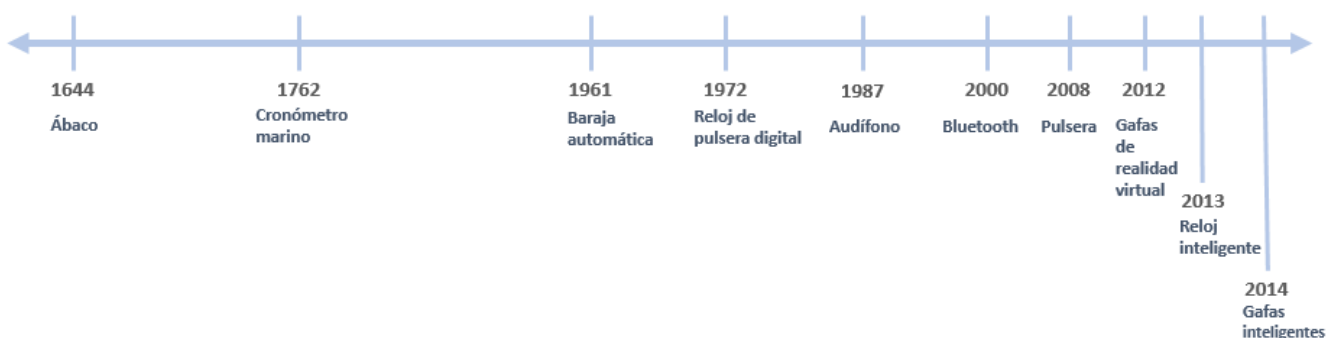 1644
Ábaco
1762
Cronómetro
marino
1961
Baraja
automática
1972
Reloj de
pulsera digital
1987
Audífono
2000
Bluetooth
2008
Pulsera
2012
Gafas
de
realidad
virtual
2013
Reloj
inteligente
2014
Gafas
inteligentes